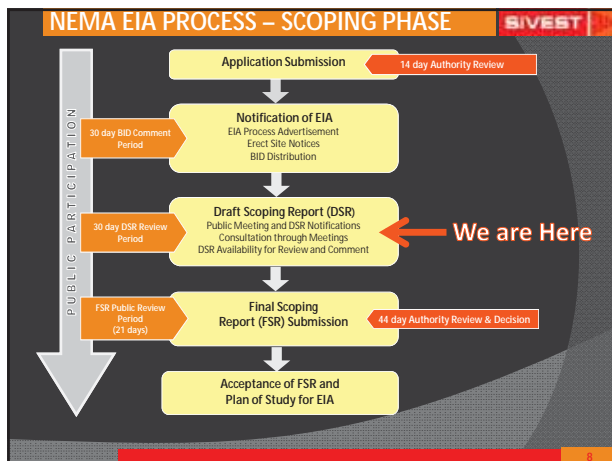 NEMA EIA PROCESS – SCOPING PHASE
SIVEST
PUBLIC PARTICIPATION
Application Submission
14 day Authority Review
Notification of EIA
EIA Process Advertisement
Erect Site Notices
BID Distribution
30 day BID Comment
Period
Draft Scoping Report (DSR)
Public Meeting and DSR Notifications
Consultation through Meetings
DSR Availability for Review and Comment
30 day DSR Review
Period
We are Here
Final Scoping
Report (FSR) Submission
FSR Public Review
Period
(21 days)
44 day Authority Review & Decision
Acceptance of FSR and
Plan of Study for EIA
8